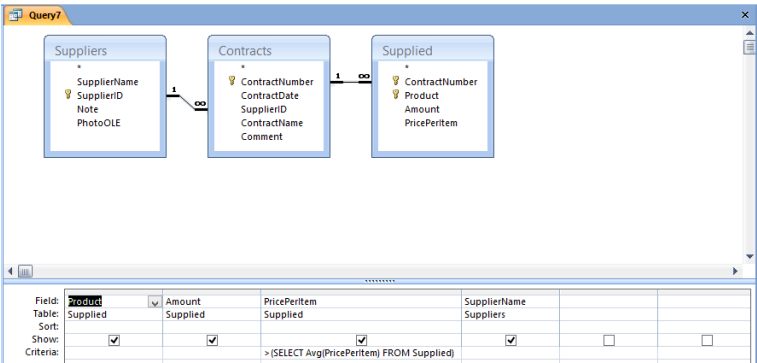 Query7
Suppliers
*
SupplierName
SupplierID
Note
PhotoOLE
1
∞
Contracts
*
ContractNumber
ContractDate
SupplierID
ContractName
Comment
1
∞
Supplied
*
ContractNumber
Product
Amount
PricePerItem
Field: Product Amount PricePerItem SupplierName
Table: Supplied Supplied Supplied Suppliers
Sort:
Show:
Criteria: >(SELECT Avg(PricePerItem) FROM Supplied)